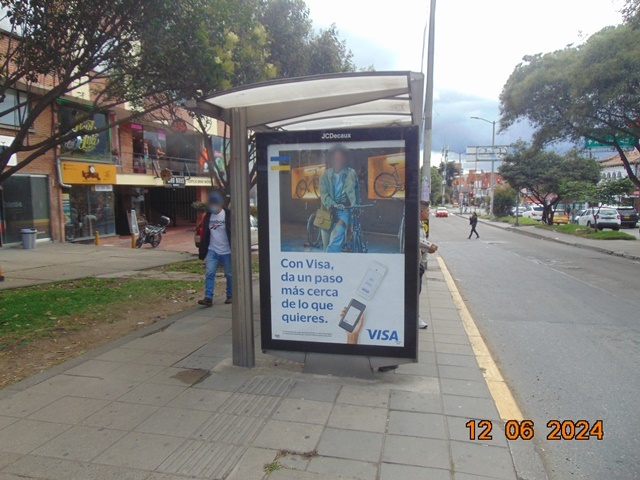 JCDecaux
Con Visa,
da un paso
más cerca
de lo que
quieres.
VISA
12 06 2024